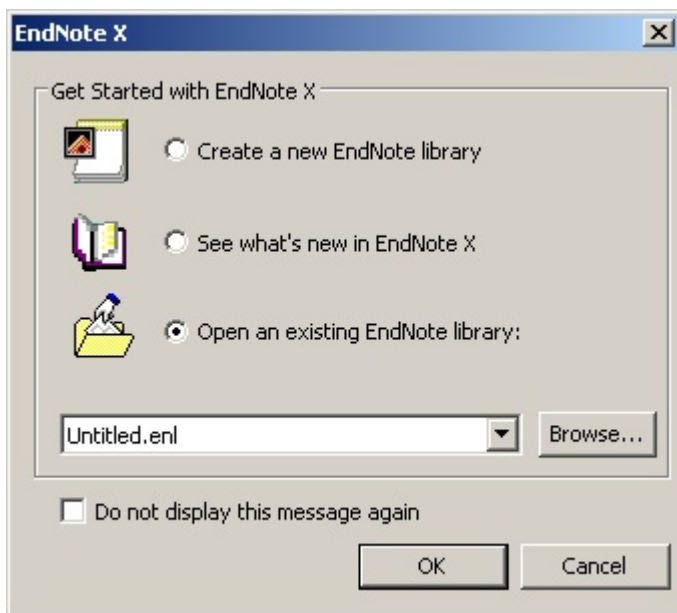 EndNote X
Get Started with EndNote X
Create a new EndNote library
See what's new in EndNote X
Open an existing EndNote library:
Untitled.enl
Browse...
Do not display this message again
OK
Cancel